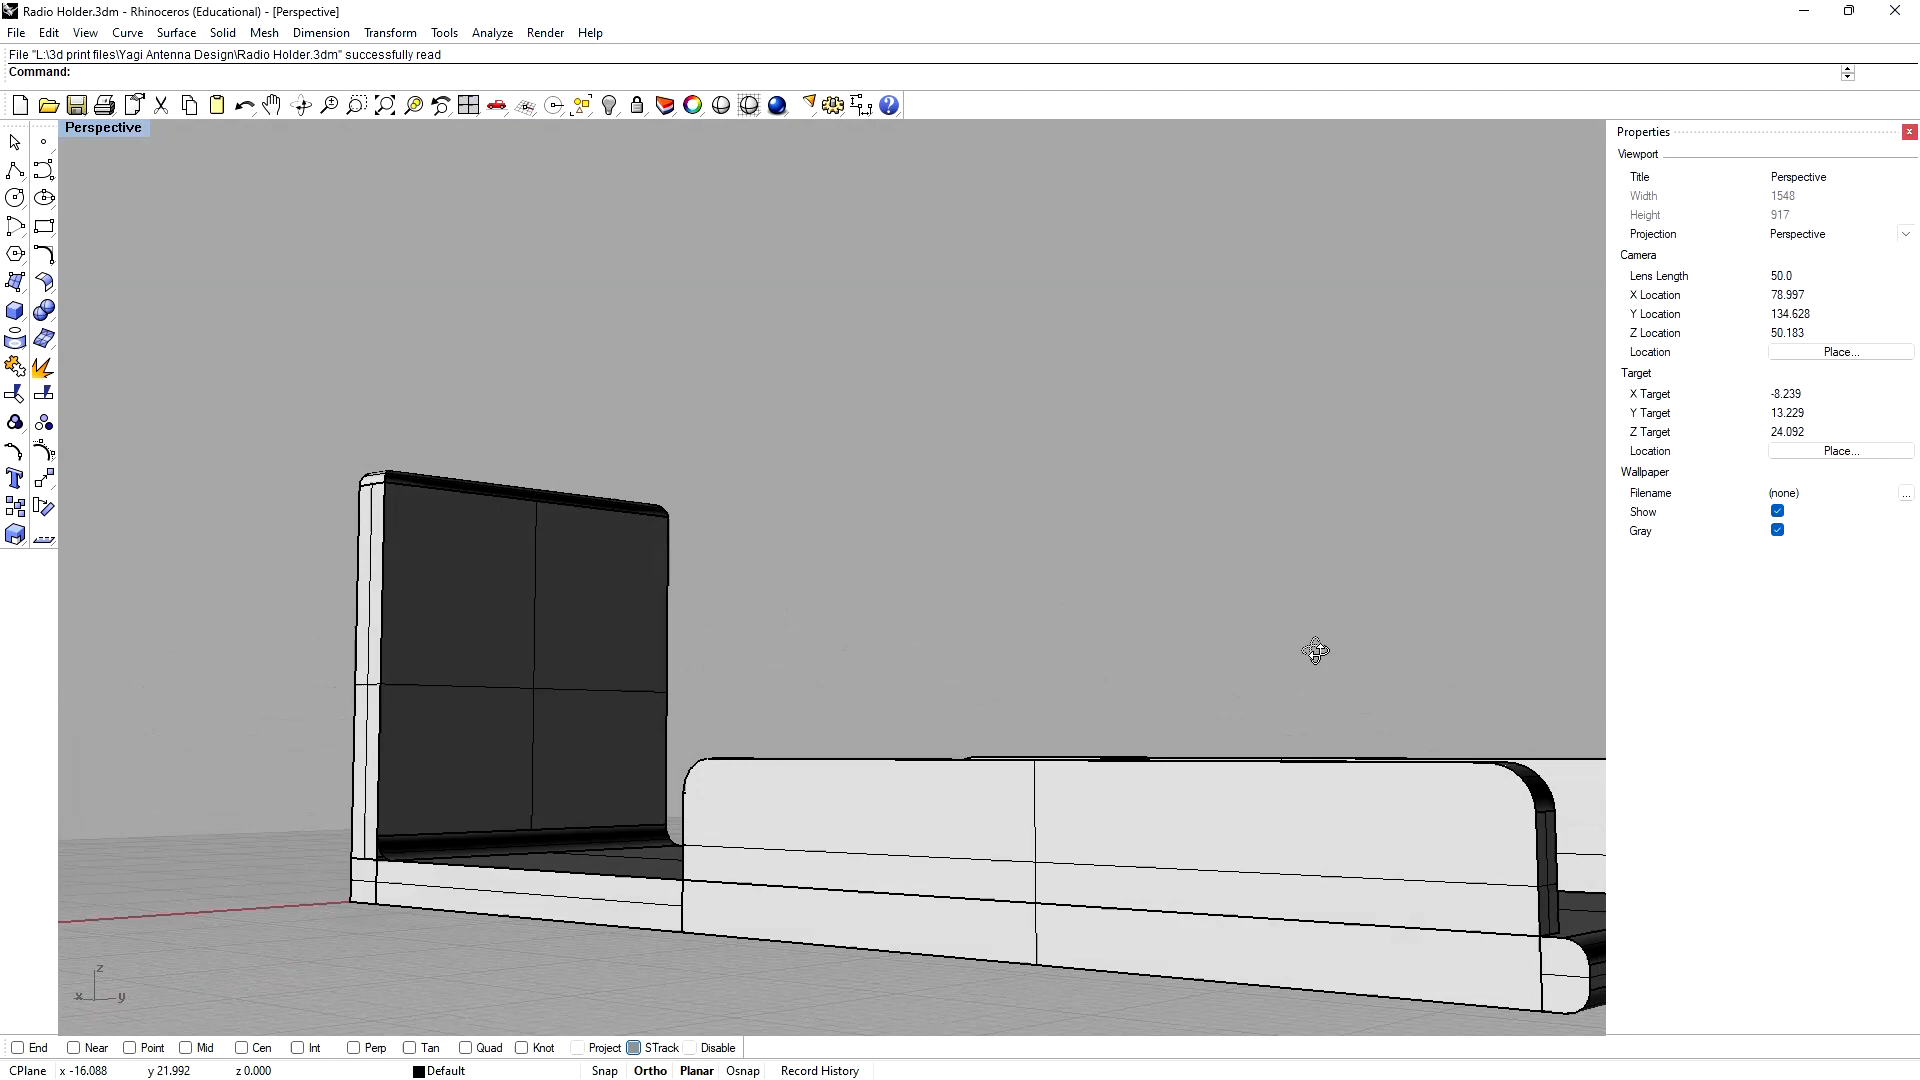 Radio Holder.3dm - Rhinoceros (Educational) - [Perspective]
File Edit View Curve Surface Solid Mesh Dimension Transform Tools Analyze Render Help
File "L:\3d print files\Yagi Antenna Design\Radio Holder.3dm" successfully read
Command:
Perspective
Properties
Viewport
Title Perspective
Width 1548
Height 917
Projection Perspective
Camera
Lens Length 50.0
X Location 78.997
Y Location 134.628
Z Location 50.183
Location Place...
Target
X Target -8.239
Y Target 13.229
Z Target 24.092
Location Place...
Wallpaper
Filename (none) ...
Show
Gray
z
x y
End Near Point Mid Cen Int Perp Tan Quad Knot Project STrack Disable
CPlane x -16.088 y 21.992 z 0.000 Default Snap Ortho Planar Osnap Record History